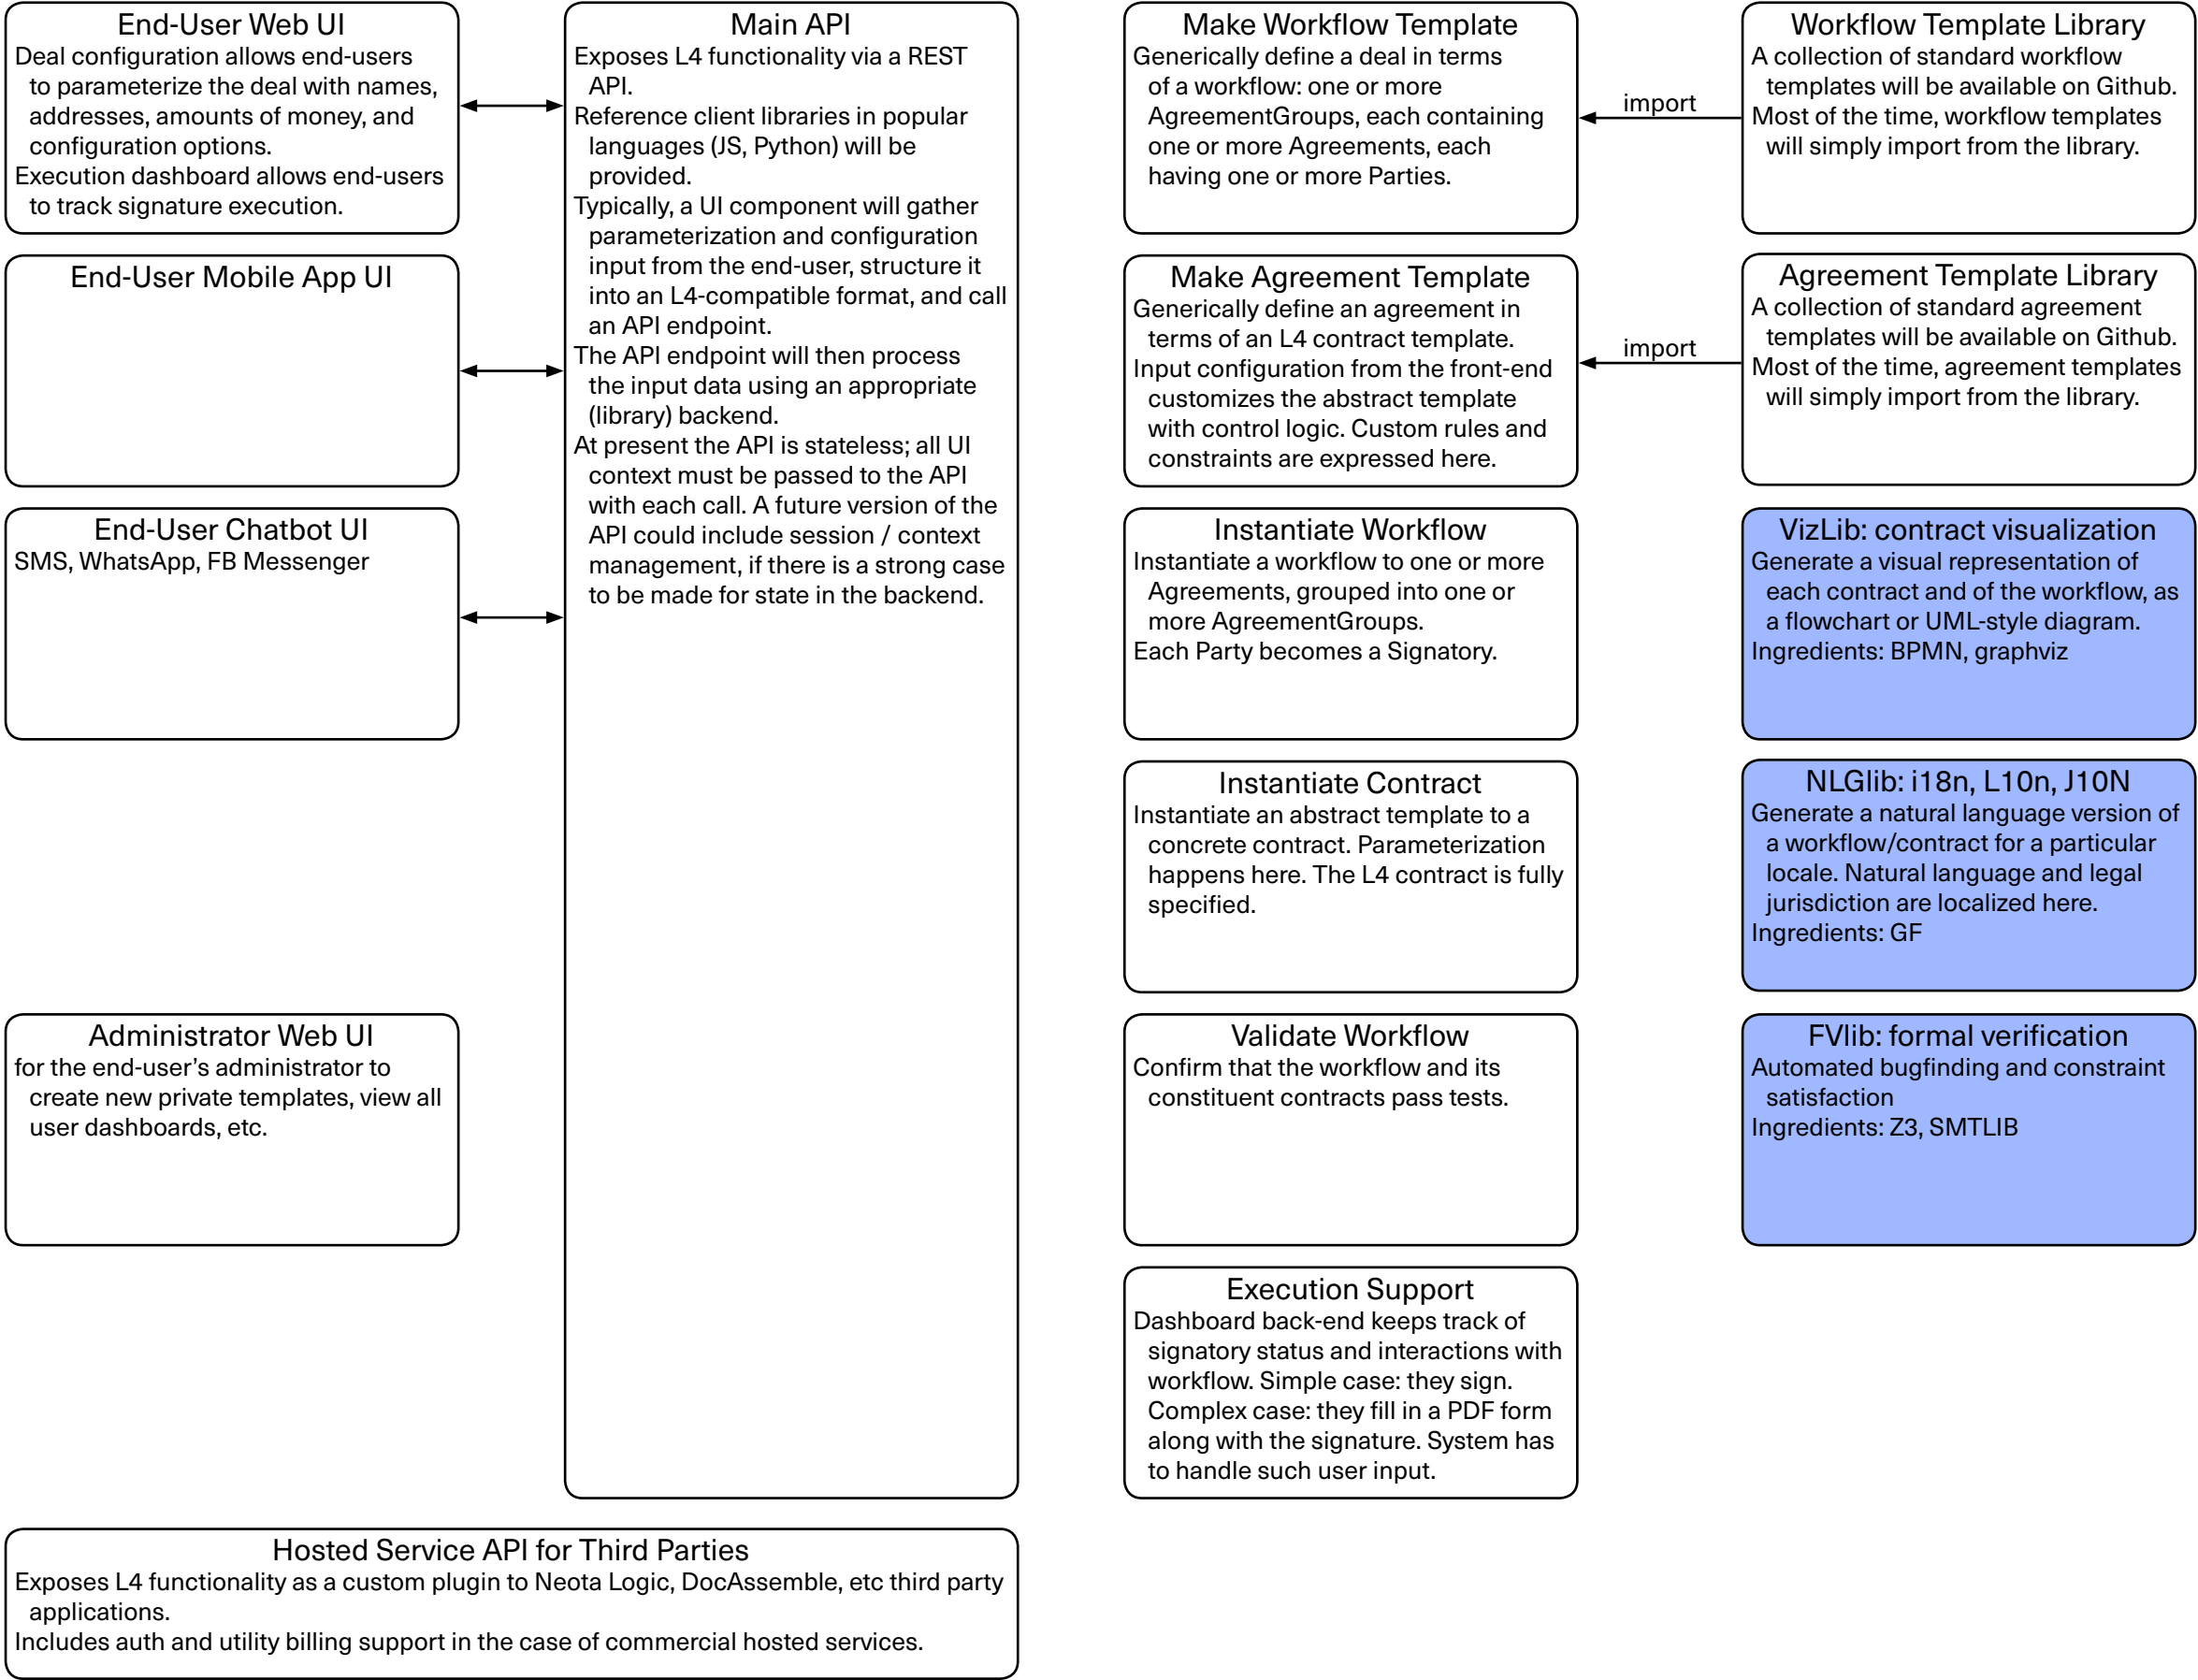 End-User Web UI
Deal configuration allows end-users
to parameterize the deal with names,
addresses, amounts of money, and
configuration options.
Execution dashboard allows end-users
to track signature execution.
End-User Mobile App UI
End-User Chatbot UI
SMS, WhatsApp, FB Messenger
Administrator Web UI
for the end-user’s administrator to
create new private templates, view all
user dashboards, etc.
Main API
Exposes L4 functionality via a REST
API.
Reference client libraries in popular
languages (JS, Python) will be
provided.
Typically, a UI component will gather
parameterization and configuration
input from the end-user, structure it
into an L4-compatible format, and call
an API endpoint.
The API endpoint will then process
the input data using an appropriate
(library) backend.
At present the API is stateless; all UI
context must be passed to the API
with each call. A future version of the
API could include session / context
management, if there is a strong case
to be made for state in the backend.
Hosted Service API for Third Parties
Exposes L4 functionality as a custom plugin to Neota Logic, DocAssemble, etc third party
applications.
Includes auth and utility billing support in the case of commercial hosted services.
Make Workflow Template
Generically define a deal in terms
of a workflow: one or more
AgreementGroups, each containing
one or more Agreements, each
having one or more Parties.
import
Make Agreement Template
Generically define an agreement in
terms of an L4 contract template.
Input configuration from the front-end
customizes the abstract template
with control logic. Custom rules and
constraints are expressed here.
import
Instantiate Workflow
Instantiate a workflow to one or more
Agreements, grouped into one or
more AgreementGroups.
Each Party becomes a Signatory.
Instantiate Contract
Instantiate an abstract template to a
concrete contract. Parameterization
happens here. The L4 contract is fully
specified.
Validate Workflow
Confirm that the workflow and its
constituent contracts pass tests.
Execution Support
Dashboard back-end keeps track of
signatory status and interactions with
workflow. Simple case: they sign.
Complex case: they fill in a PDF form
along with the signature. System has
to handle such user input.
Workflow Template Library
A collection of standard workflow
templates will be available on Github.
Most of the time, workflow templates
will simply import from the library.
Agreement Template Library
A collection of standard agreement
templates will be available on Github.
Most of the time, agreement templates
will simply import from the library.
VizLib: contract visualization
Generate a visual representation of
each contract and of the workflow, as
a flowchart or UML-style diagram.
Ingredients: BPMN, graphviz
NLGlib: i18n, L10n, J10N
Generate a natural language version of
a workflow/contract for a particular
locale. Natural language and legal
jurisdiction are localized here.
Ingredients: GF
FVlib: formal verification
Automated bugfinding and constraint
satisfaction
Ingredients: Z3, SMTLIB